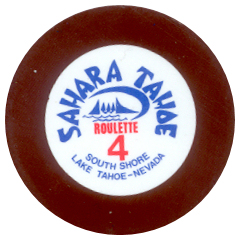 SAHARA TAHOE
ROULETTE
4
SOUTH SHORE
LAKE TAHOE-NEVADA